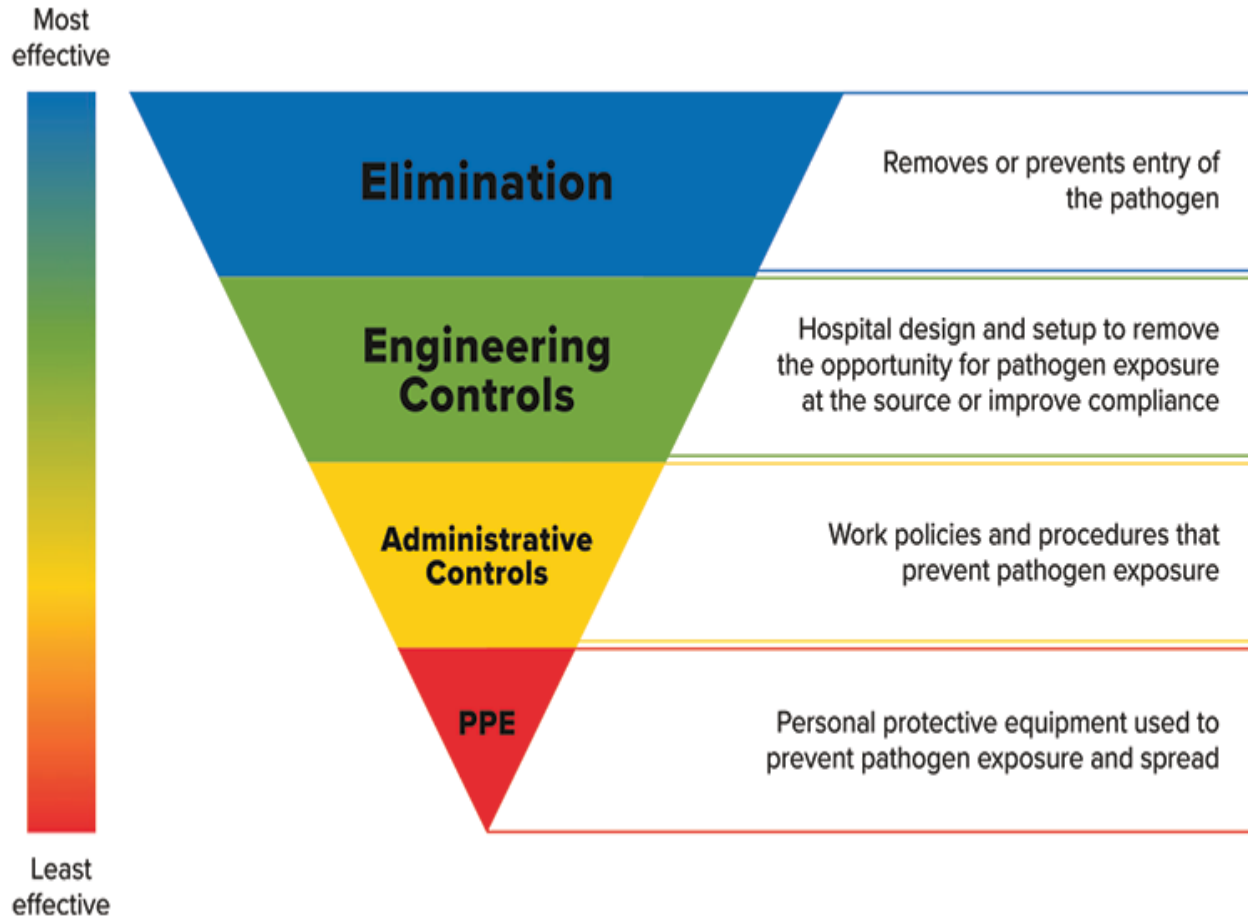 Most
effective
Elimination
Removes or prevents entry of
the pathogen
Engineering
Controls
Hospital design and setup to remove
the opportunity for pathogen exposure
at the source or improve compliance
Administrative
Controls
Work policies and procedures that
prevent pathogen exposure
PPE
Personal protective equipment used to
prevent pathogen exposure and spread
Least
effective